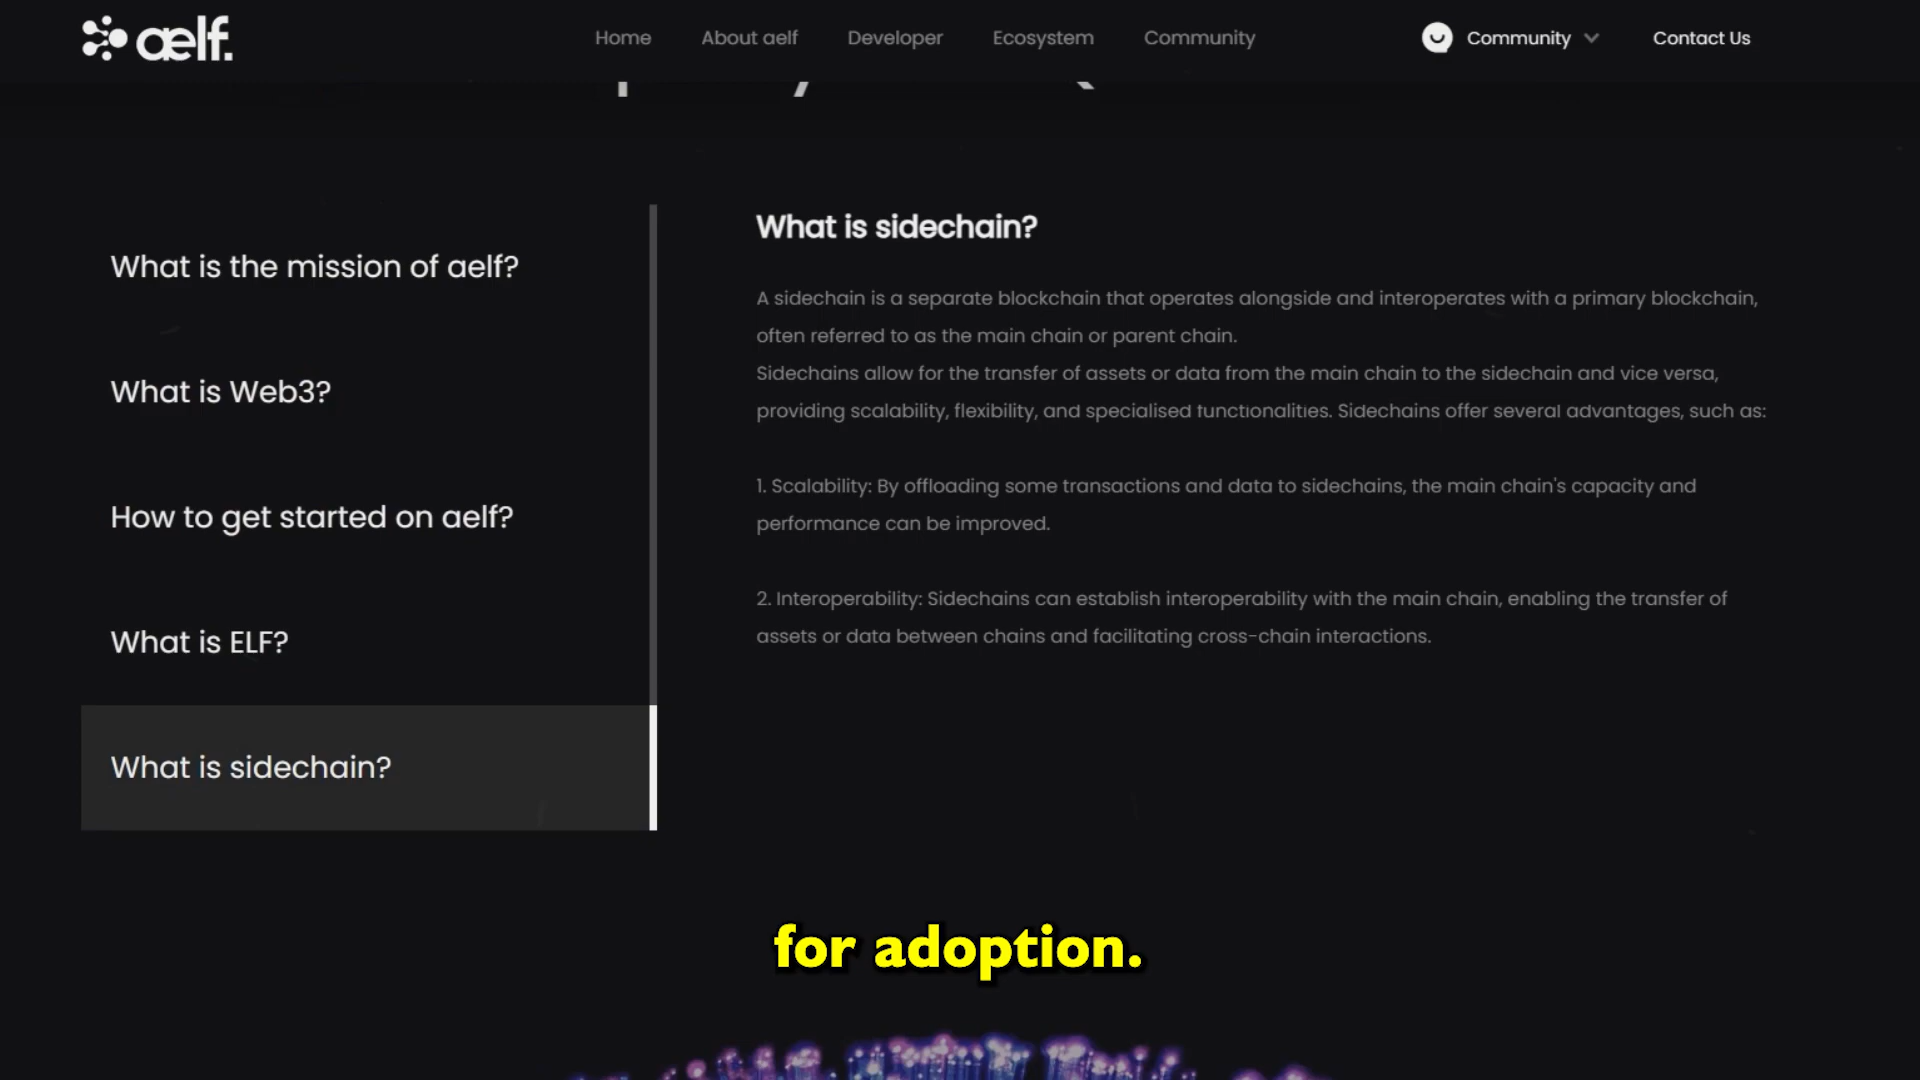 aelf.
Home About aelf Developer Ecosystem Community Community Contact Us
What is the mission of aelf?
What is Web3?
How to get started on aelf?
What is ELF?
What is sidechain?
What is sidechain?
A sidechain is a separate blockchain that operates alongside and interoperates with a primary blockchain,
often referred to as the main chain or parent chain.
Sidechains allow for the transfer of assets or data from the main chain to the sidechain and vice versa,
providing scalability, flexibility, and specialised functionalities. Sidechains offer several advantages, such as:
1. Scalability: By offloading some transactions and data to sidechains, the main chain's capacity and
performance can be improved.
2. Interoperability: Sidechains can establish interoperability with the main chain, enabling the transfer of
assets or data between chains and facilitating cross-chain interactions.
for adoption.